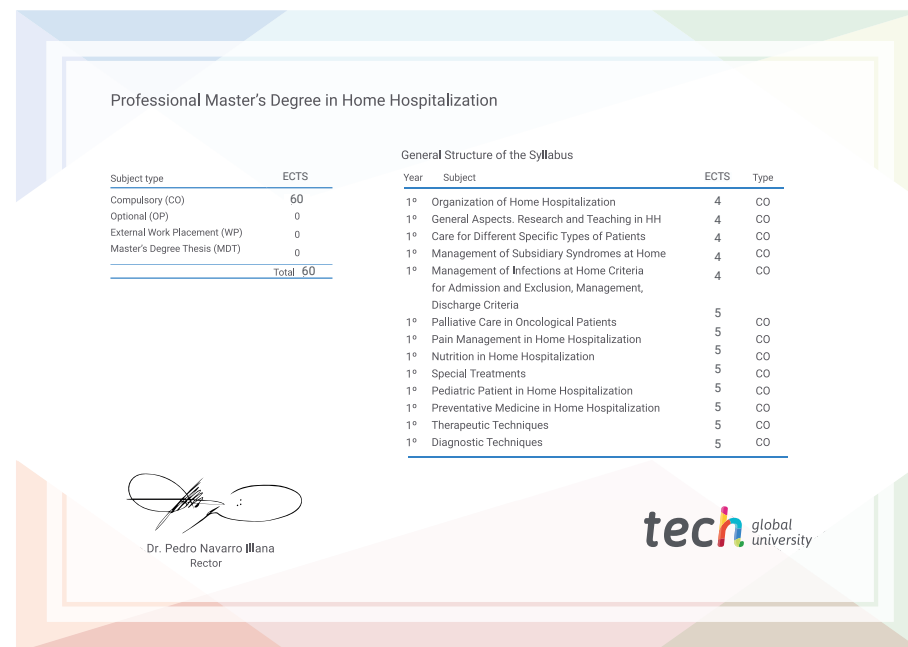 Professional Master's Degree in Home Hospitalization
Subject type ECTS
Compulsory (CO) 60
Optional (OP) 0
External Work Placement (WP) 0
Master's Degree Thesis (MDT) 0
Total 60
General Structure of the Syllabus
Year Subject ECTS Type
1º Organization of Home Hospitalization 4 CO
1º General Aspects. Research and Teaching in HH 4 CO
1º Care for Different Specific Types of Patients 4 CO
1º Management of Subsidiary Syndromes at Home 4 CO
1º Management of Infections at Home Criteria 4 CO
for Admission and Exclusion, Management,
Discharge Criteria
1º Palliative Care in Oncological Patients 5 CO
1º Pain Management in Home Hospitalization 5 CO
1º Nutrition in Home Hospitalization 5 CO
1º Special Treatments 5 CO
1º Pediatric Patient in Home Hospitalization 5 CO
1º Preventative Medicine in Home Hospitalization 5 CO
1º Therapeutic Techniques 5 CO
1º Diagnostic Techniques 5 CO
Dr. Pedro Navarro Illana
Rector
tech global
university